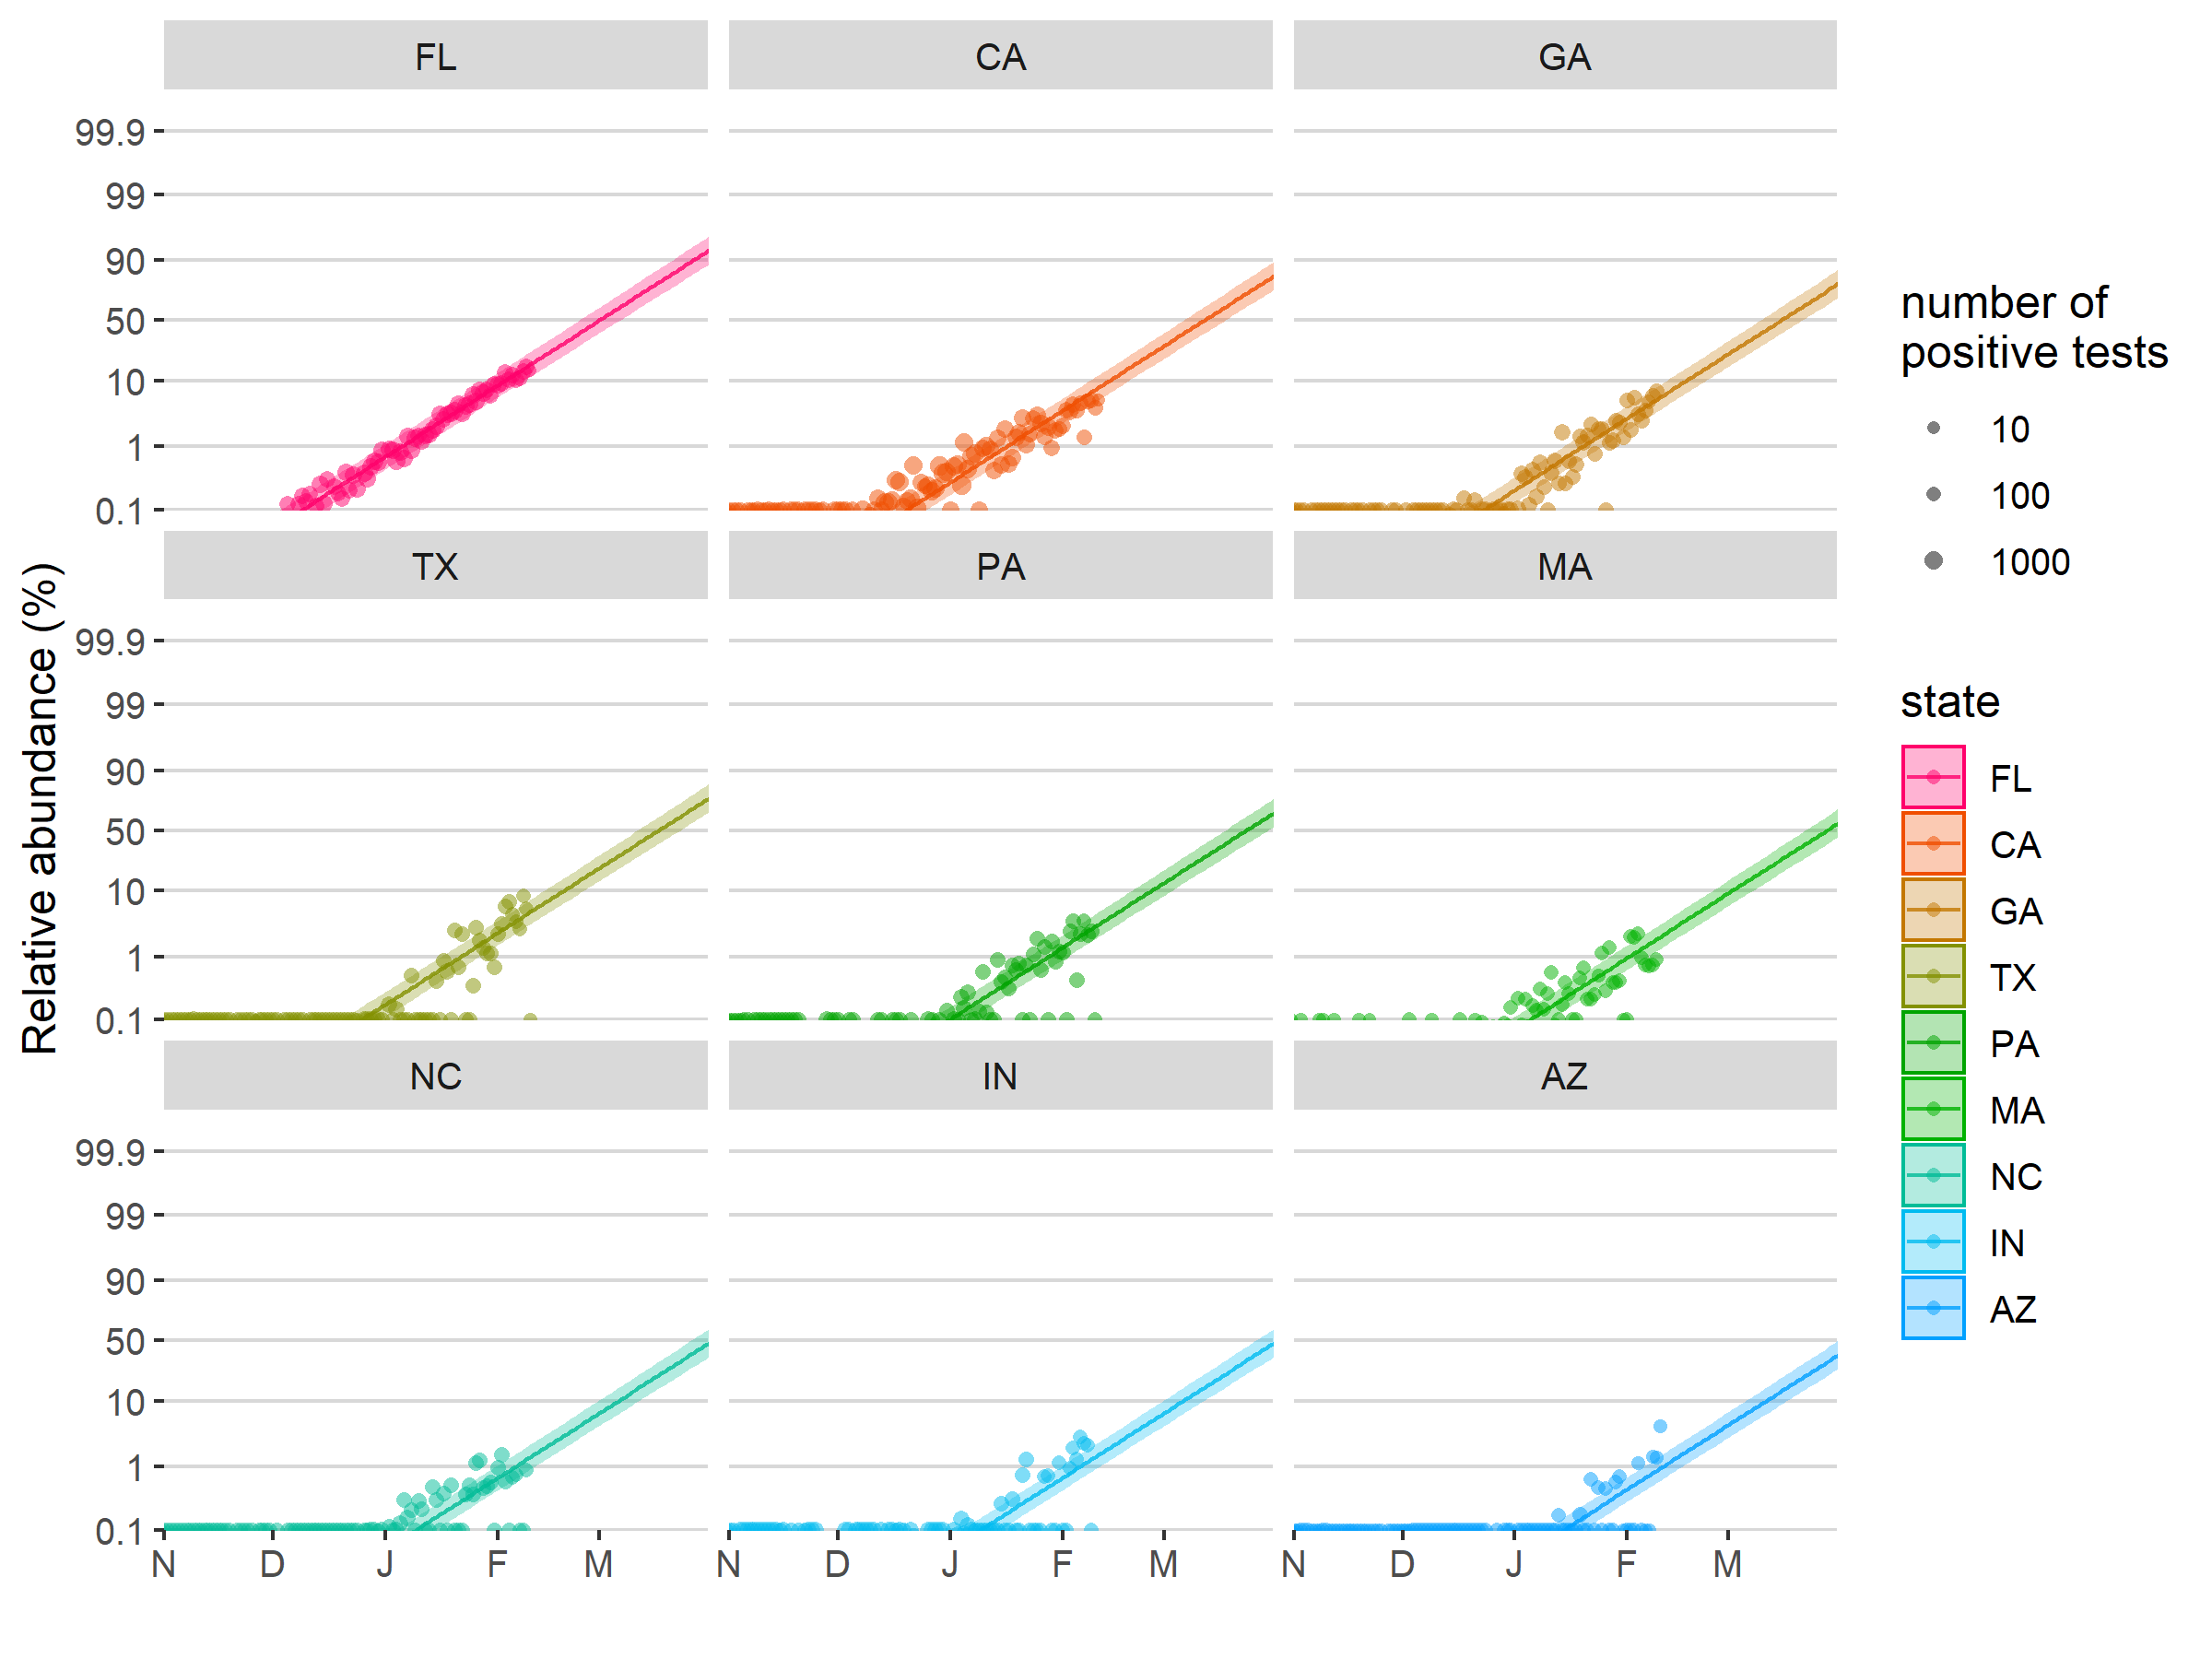 FL CA GA
99.9
99
90
50
10
1
0.1
TX PA MA
99.9
99
90
50
10
1
0.1
NC IN AZ
99.9
99
90
50
10
1
0.1
N D J F M N D J F M N D J F M
Relative abundance (%)
number of
positive tests
10
100
1000
state
FL
CA
GA
TX
PA
MA
NC
IN
AZ